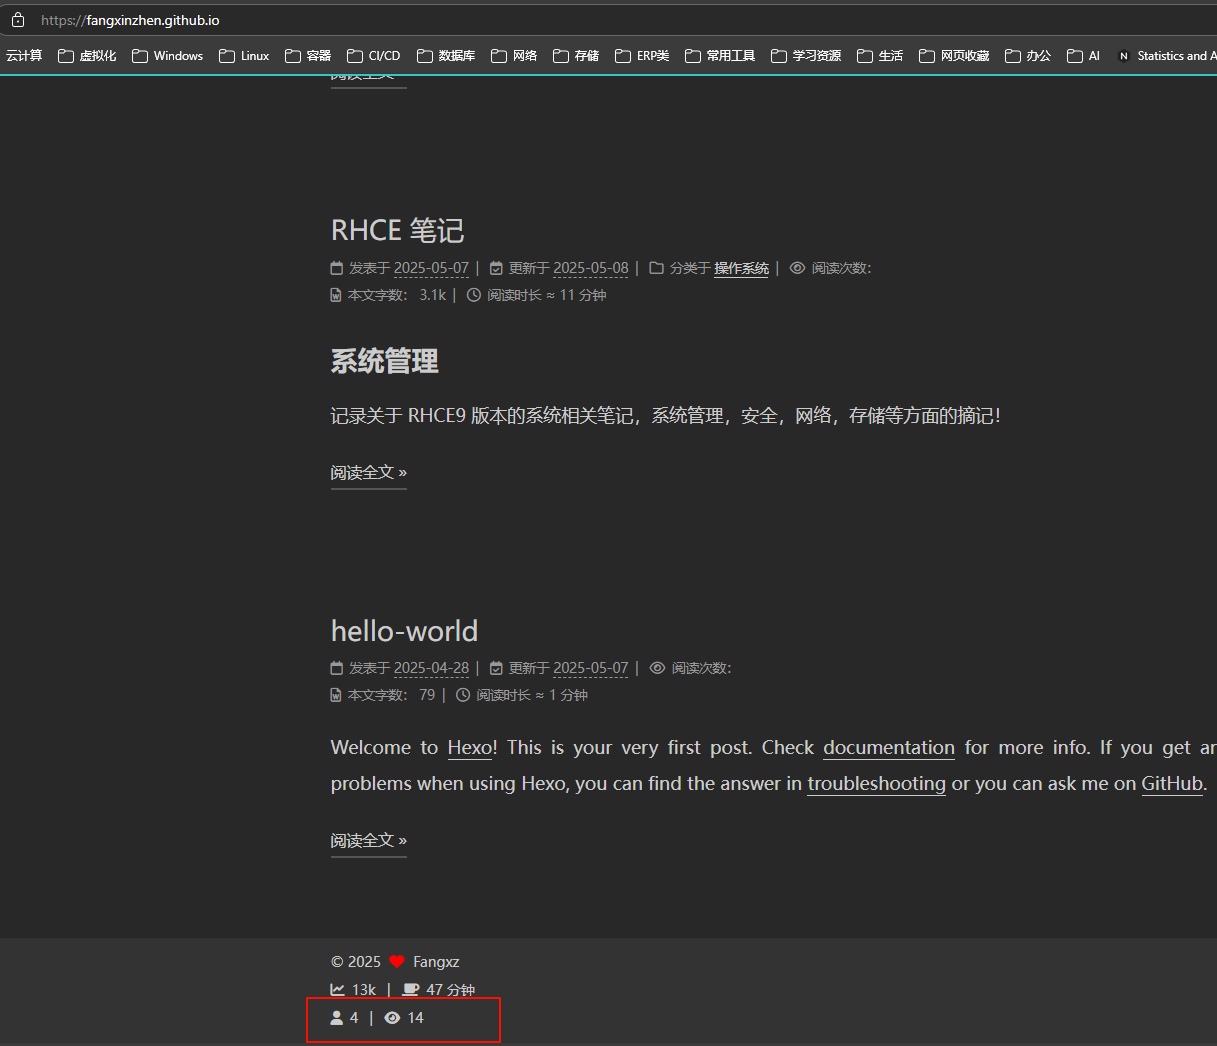 https://fangxinzhen.github.io
云计算 虚拟化 Windows Linux 容器 CI/CD 数据库 网络 存储 ERP类 常用工具 学习资源 生活 网页收藏 办公 AI N Statistics and A
阅读全文 »
RHCE 笔记
发表于 2025-05-07 | 更新于 2025-05-08 | 分类于 操作系统 | 阅读次数：
本文字数： 3.1k | 阅读时长 ≈ 11 分钟
系统管理
记录关于 RHCE9 版本的系统相关笔记，系统管理，安全，网络，存储等方面的摘记！
阅读全文 »
hello-world
发表于 2025-04-28 | 更新于 2025-05-07 | 阅读次数：
本文字数： 79 | 阅读时长 ≈ 1 分钟
Welcome to Hexo! This is your very first post. Check documentation for more info. If you get an
problems when using Hexo, you can find the answer in troubleshooting or you can ask me on GitHub.
阅读全文 »
© 2025 Fangxz
13k | 47 分钟
4 | 14